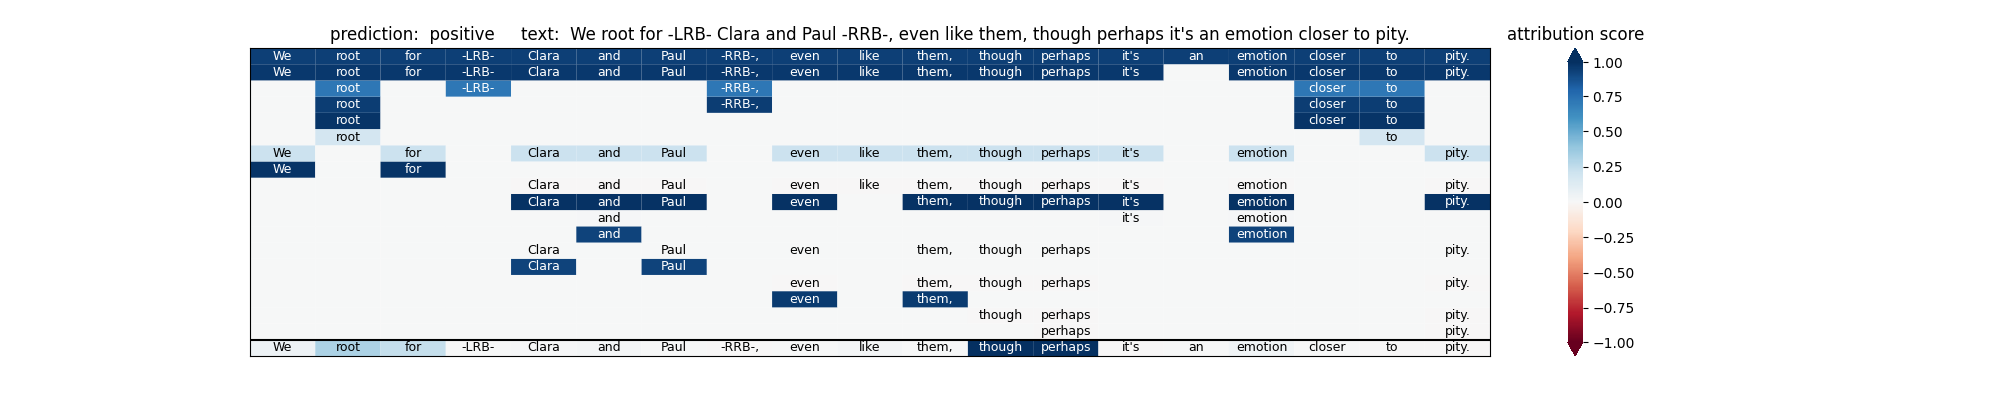 prediction: positive text: We root for -LRB- Clara and Paul -RRB-, even like them, though perhaps it's an emotion closer to pity. attribution score
We root for -LRB- Clara and Paul -RRB-, even like them, though perhaps it's an emotion closer to pity.
We root for -LRB- Clara and Paul -RRB-, even like them, though perhaps it's emotion closer to pity.
root -LRB- -RRB-, closer to
root -RRB-, closer to
root closer to
root to
We for Clara and Paul even like them, though perhaps it's emotion pity.
We for
Clara and Paul even like them, though perhaps it's emotion pity.
Clara and Paul even them, though perhaps it's emotion pity.
and it's emotion
and emotion
Clara Paul even them, though perhaps pity.
Clara Paul
even them, though perhaps pity.
even them,
though pity.
perhaps pity.
We root for -LRB- Clara and Paul -RRB-, even like them, though perhaps it's an emotion closer to pity.
1.00
0.75
0.50
0.25
0.00
−0.25
−0.50
−0.75
−1.00